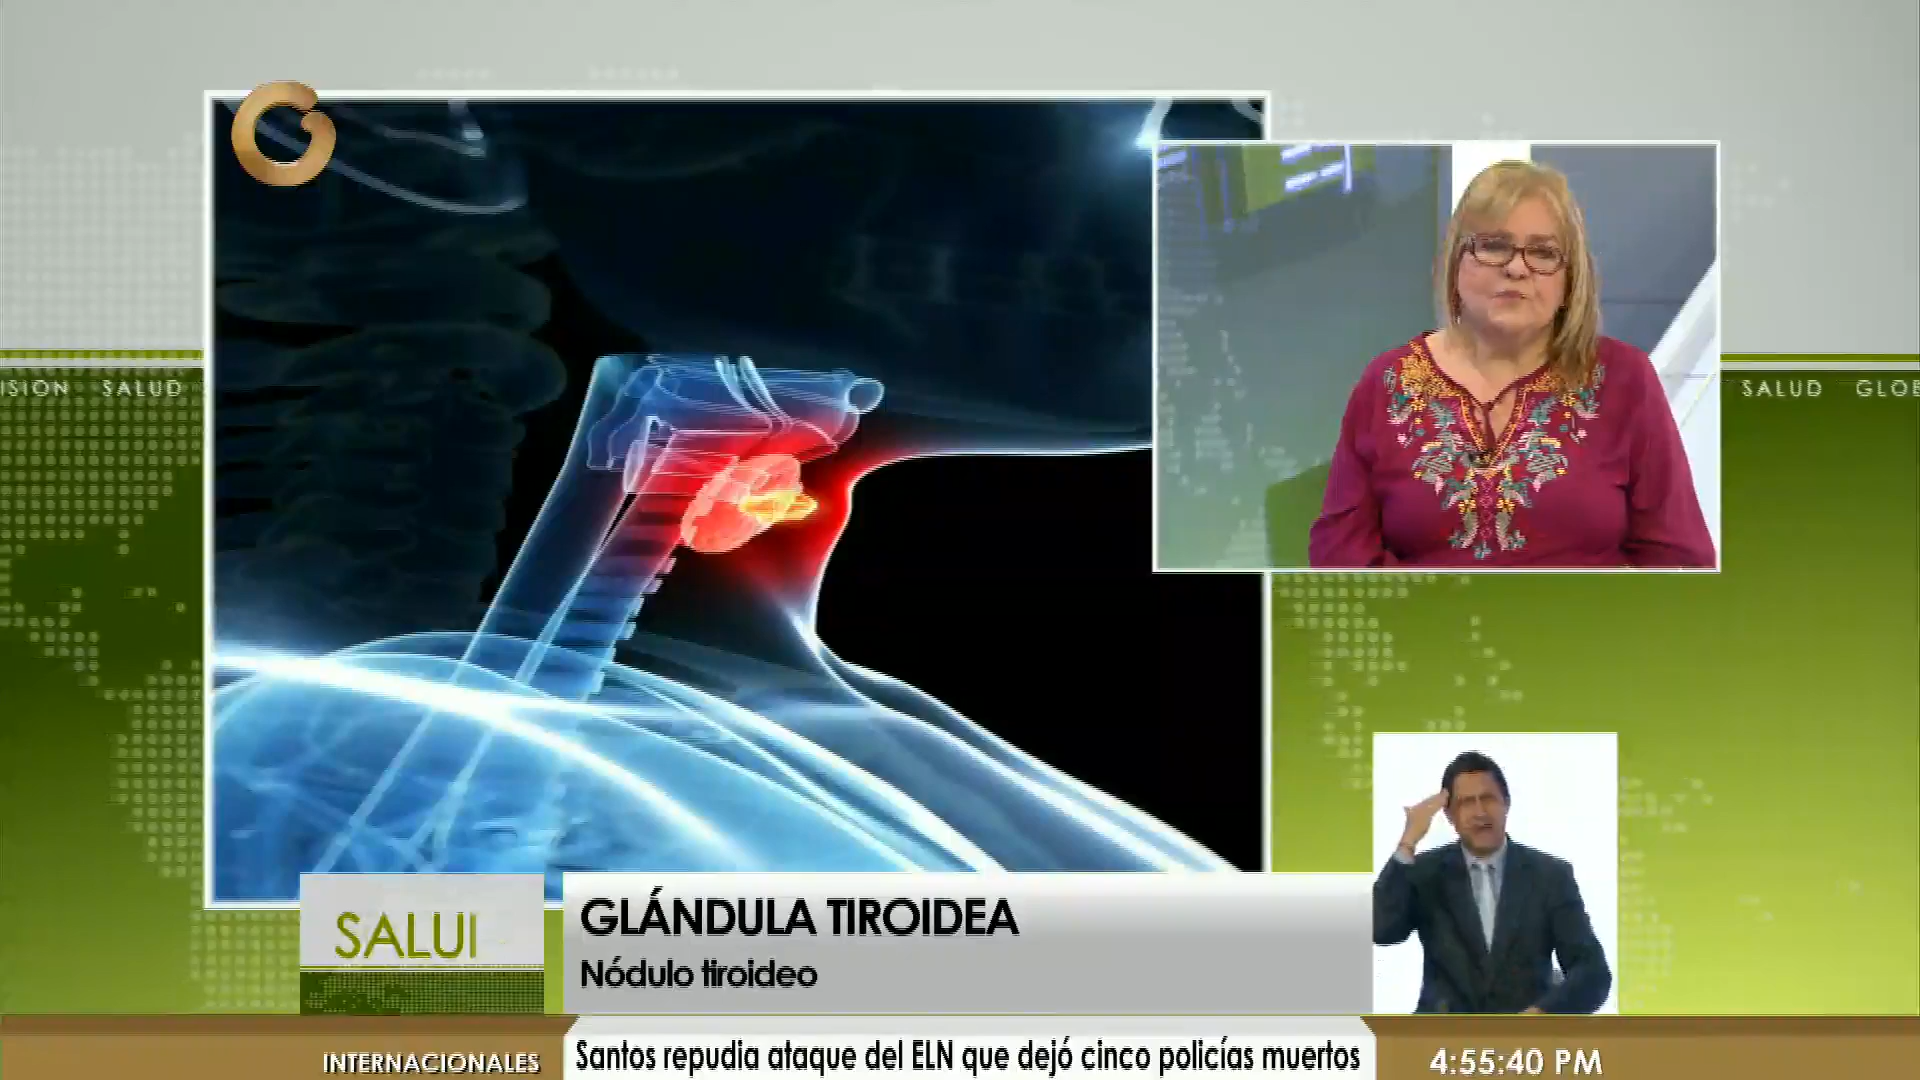 ISION SALUD
SALUD GLOB
SALUI
GLÁNDULA TIROIDEA
Nódulo tiroideo
INTERNACIONALES
Santos repudia ataque del ELN que dejó cinco policías muertos
4:55:40 PM